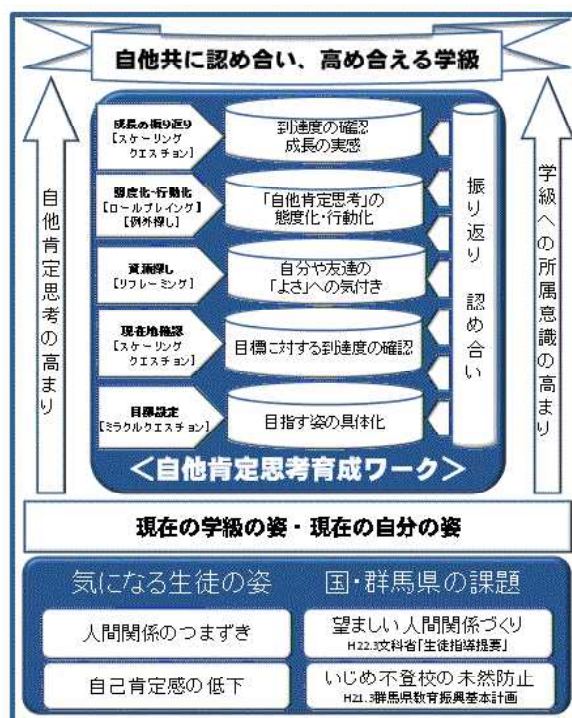 自他共に認め合い、高め合える学級
自他肯定思考の高まり
成長の振り返り
【スケーリング
クエスチョン】
到達度の確認
成長の実感
態度化・行動化
【ロールプレイング】
【例外探し】
「自他肯定思考」の
態度化・行動化
資源探し
【リフレーミング】
自分や友達の
「よさ」への気付き
現在地確認
【スケーリング
クエスチョン】
目標に対する到達度の確認
目標設定
【ミラクルクエスチョン】
目指す姿の具体化
振り返り 認め合い
学級への所属意識の高まり
＜自他肯定思考育成ワーク＞
現在の学級の姿・現在の自分の姿
気になる生徒の姿
人間関係のつまずき
自己肯定感の低下
国・群馬県の課題
望ましい人間関係づくり
H22.3文科省「生徒指導提要」
いじめ不登校の未然防止
H21.3群馬県教育振興基本計画